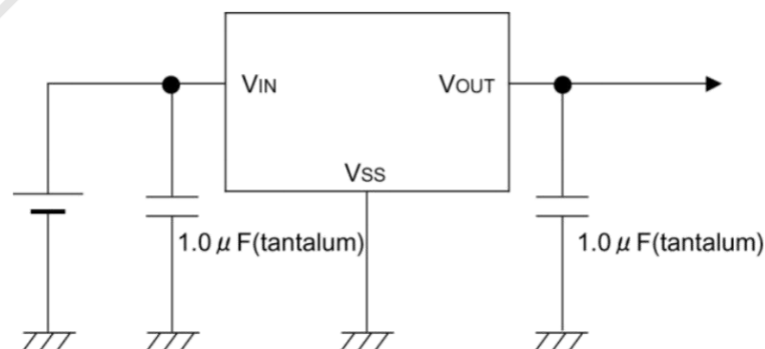 VIN
VOUT
VSS
1.0 μ F(tantalum)
1.0 μ F(tantalum)